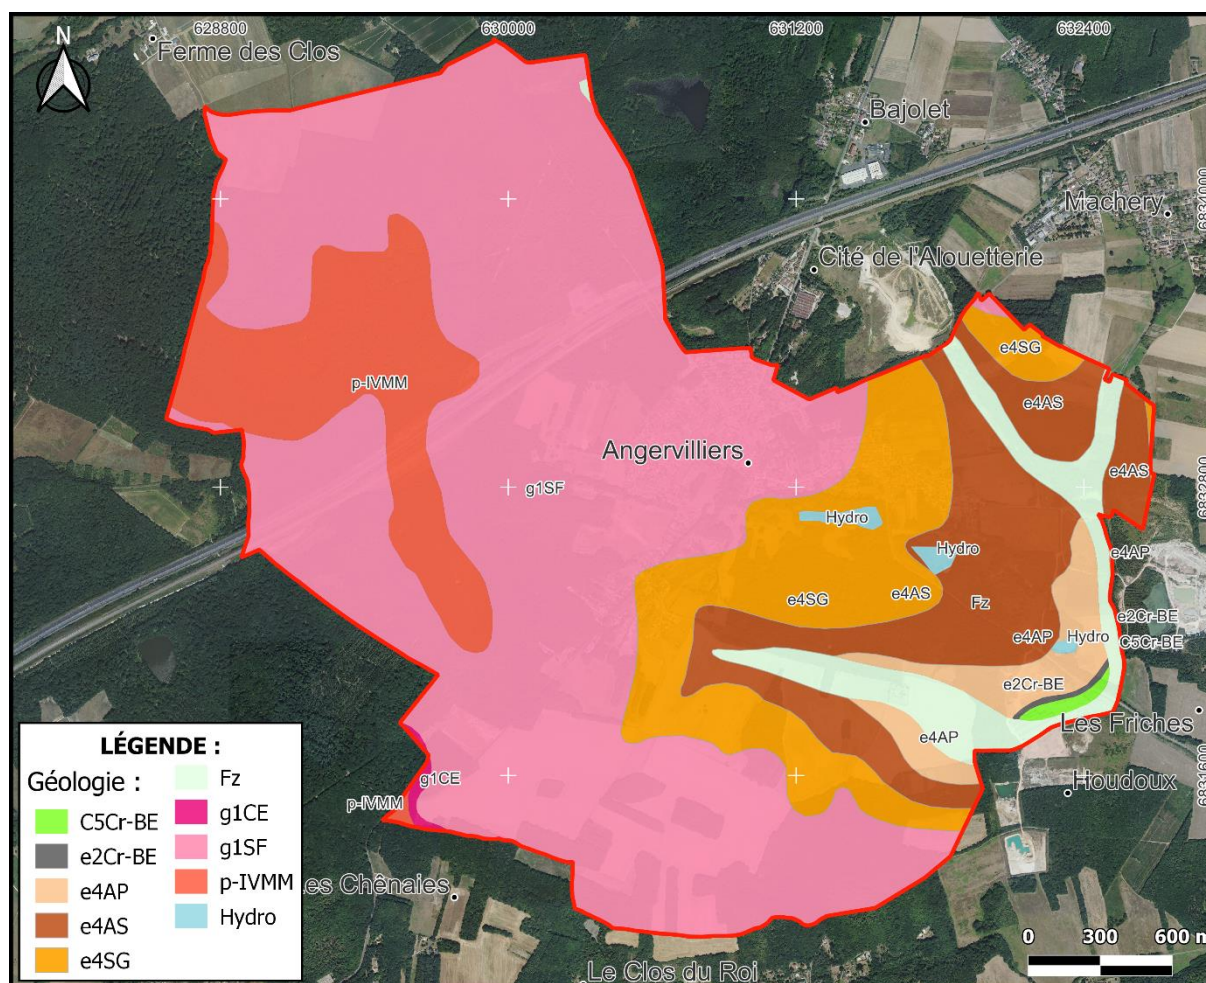 628800
630000
631200
632400
N
Ferme des Clos
Bajolet
6834000
Machery
Cité de l'Alouetterie
e4SG
p-IVMM
e4AS
Angervilliers
e4AS
g1SF
6832800
Hydro
Hydro
e4AP
e4SG
e4AS
Fz
e2Cr-BE
e4AP
Hydro
C5Cr-BE
e2Cr-BE
Les Friches
e4AP
g1CE
Houdoux
6831600
p-IVMM
es Chênaies
Le Clos du Roi
LÉGENDE :
Géologie :
C5Cr-BE
e2Cr-BE
e4AP
e4AS
e4SG
Fz
g1CE
g1SF
p-IVMM
Hydro
0 300 600 m